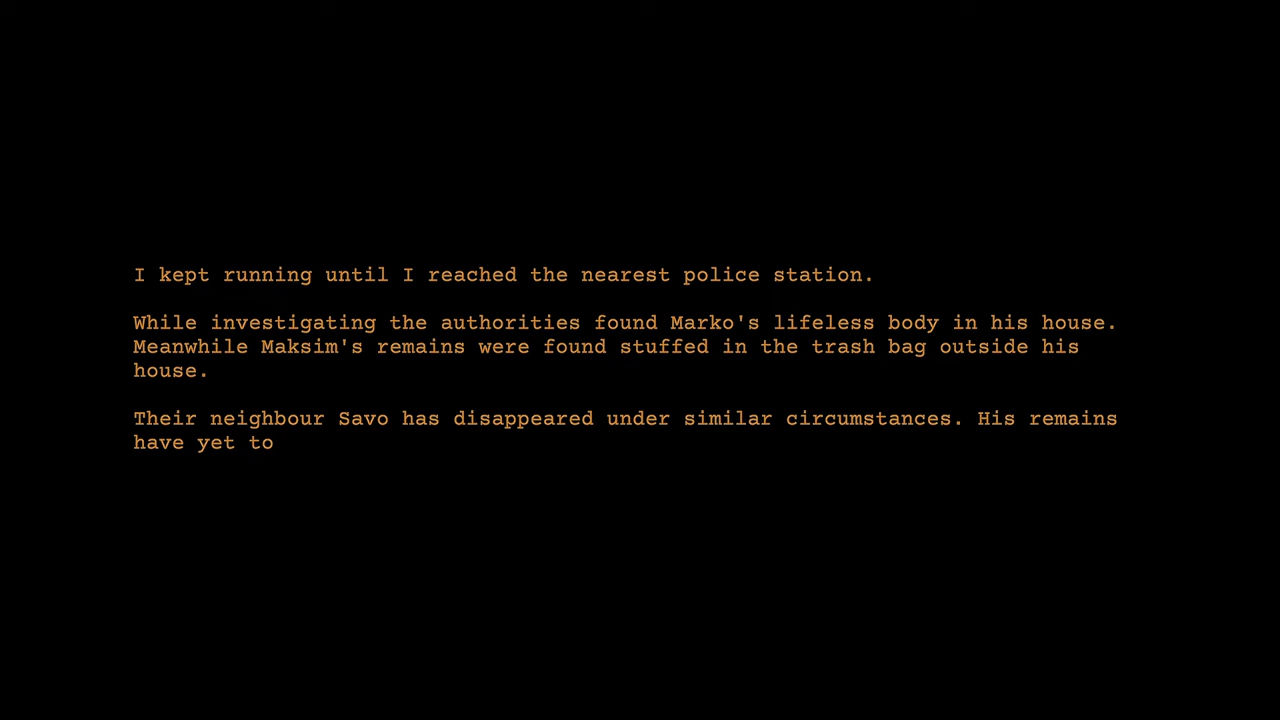 I kept running until I reached the nearest police station.
While investigating the authorities found Marko's lifeless body in his house.
Meanwhile Maksim's remains were found stuffed in the trash bag outside his
house.
Their neighbour Savo has disappeared under similar circumstances. His remains
have yet to